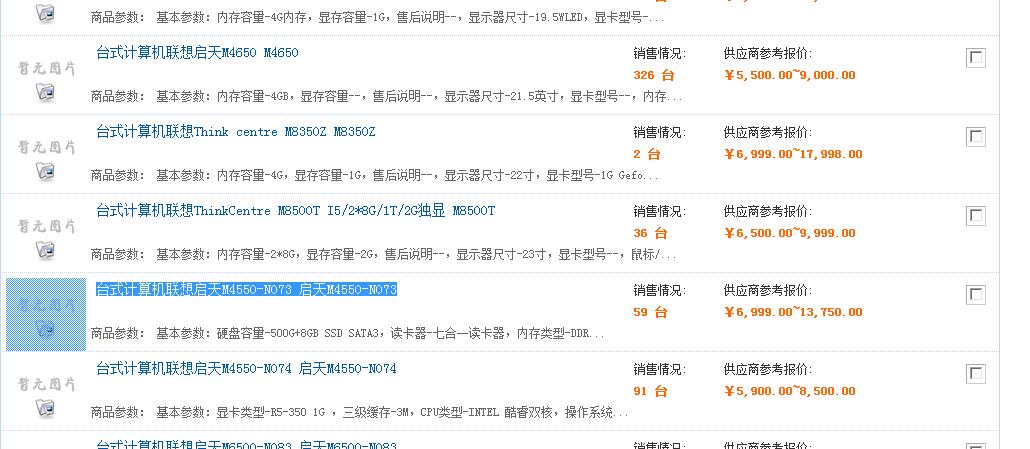 商品参数： 基本参数：内存容量-4G内存，显存容量-1G，售后说明--，显示器尺寸-19.5WLED，显卡型号-...
台式计算机联想启天M4650 M4650
销售情况:
供应商参考报价:
暂无图片
326 台
￥5,500.00~9,000.00
商品参数： 基本参数：内存容量-4GB，显存容量--，售后说明--，显示器尺寸-21.5英寸，显卡型号--，内存...
台式计算机联想Think centre M8350Z M8350Z
销售情况:
供应商参考报价:
暂无图片
2 台
￥6,999.00~17,998.00
商品参数： 基本参数：内存容量-4G，显存容量-1G，售后说明--，显示器尺寸-22寸，显卡型号-1G Gefo...
台式计算机联想ThinkCentre M8500T I5/2*8G/1T/2G独显 M8500T
销售情况:
供应商参考报价:
暂无图片
36 台
￥6,500.00~9,999.00
商品参数： 基本参数：内存容量-2*8G，显存容量-2G，售后说明--，显示器尺寸-23寸，显卡型号--，鼠标/...
台式计算机联想启天M4550-N073 启天M4550-N073
销售情况:
供应商参考报价:
暂无图片
59 台
￥6,999.00~13,750.00
商品参数： 基本参数：硬盘容量-500G+8GB SSD SATA3，读卡器-七合一读卡器，内存类型-DDR...
台式计算机联想启天M4550-N074 启天M4550-N074
销售情况:
供应商参考报价:
暂无图片
91 台
￥5,900.00~8,500.00
商品参数： 基本参数：显卡类型-R5-350 1G ，三级缓存-3M，CPU类型-INTEL 酷睿双核，操作系统...
台式计算机联想启天M6500-N083 启天M6500-N083
销售情况:
供应商参考报价: